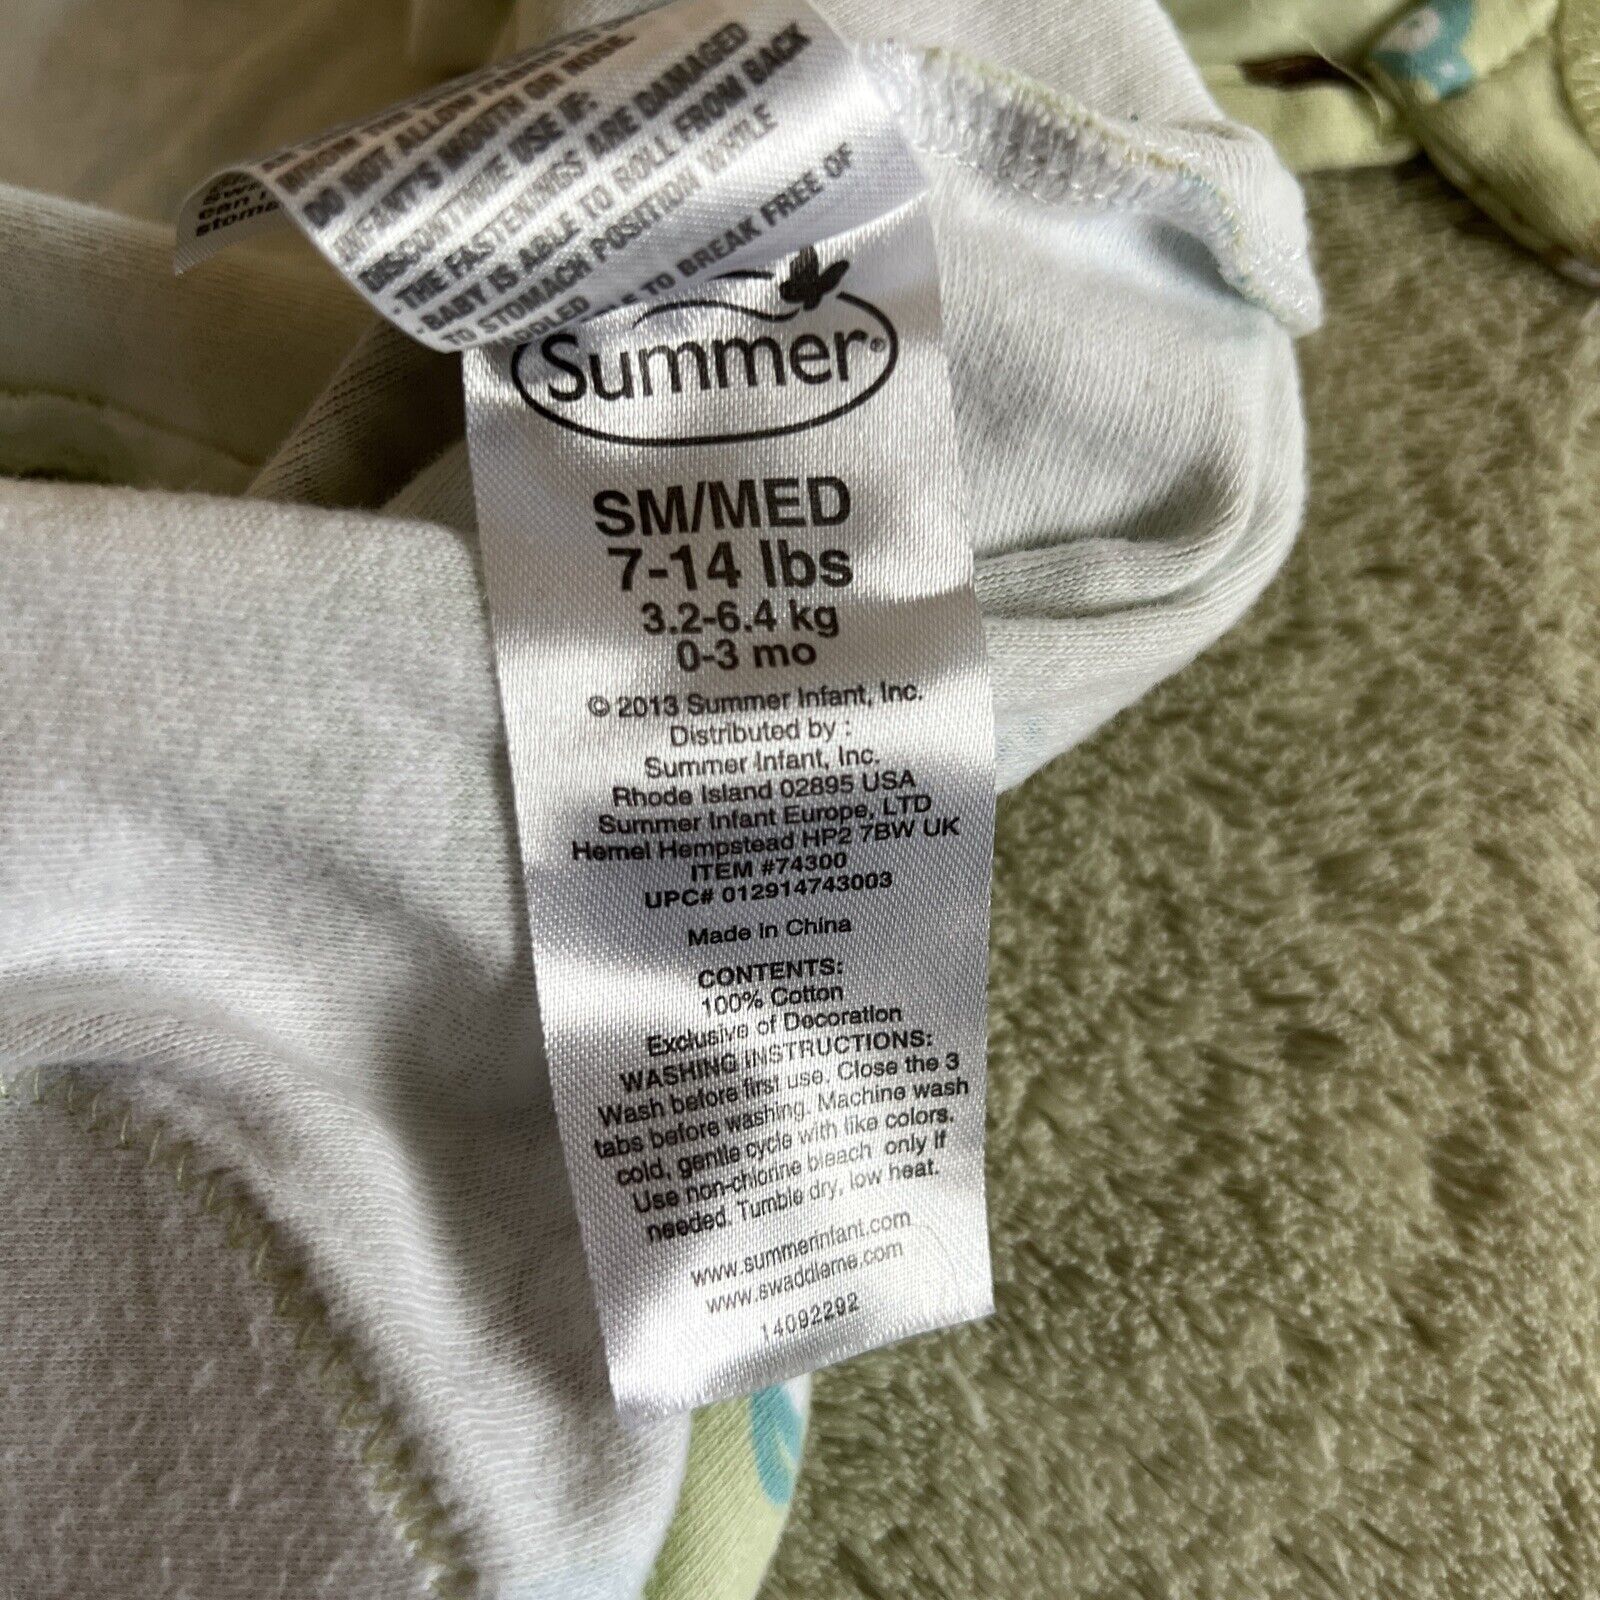 DO NOT ALLOW
INFANT'S MOUTH OR NOSE.
DISCONTINUE USE IF:
- THE FASTENINGS ARE DAMAGED
- BABY IS ABLE TO ROLL FROM BACK
TO STOMACH POSITION WHILE
TO BREAK FREE OF
Summer®
SM/MED
7-14 lbs
3.2-6.4 kg
0-3 mo
© 2013 Summer Infant, Inc.
Distributed by :
Summer Infant, Inc.
Rhode Island 02895 USA
Summer Infant Europe, LTD
Hemel Hempstead HP2 7BW UK
ITEM #74300
UPC# 012914743003
Made in China
CONTENTS:
100% Cotton
Exclusive of Decoration
WASHING INSTRUCTIONS:
Wash before first use. Close the 3
tabs before washing. Machine wash
cold, gentle cycle with like colors.
Use non-chlorine bleach only if
needed. Tumble dry, low heat.
www.summerinfant.com
www.swaddleme.com
14092292